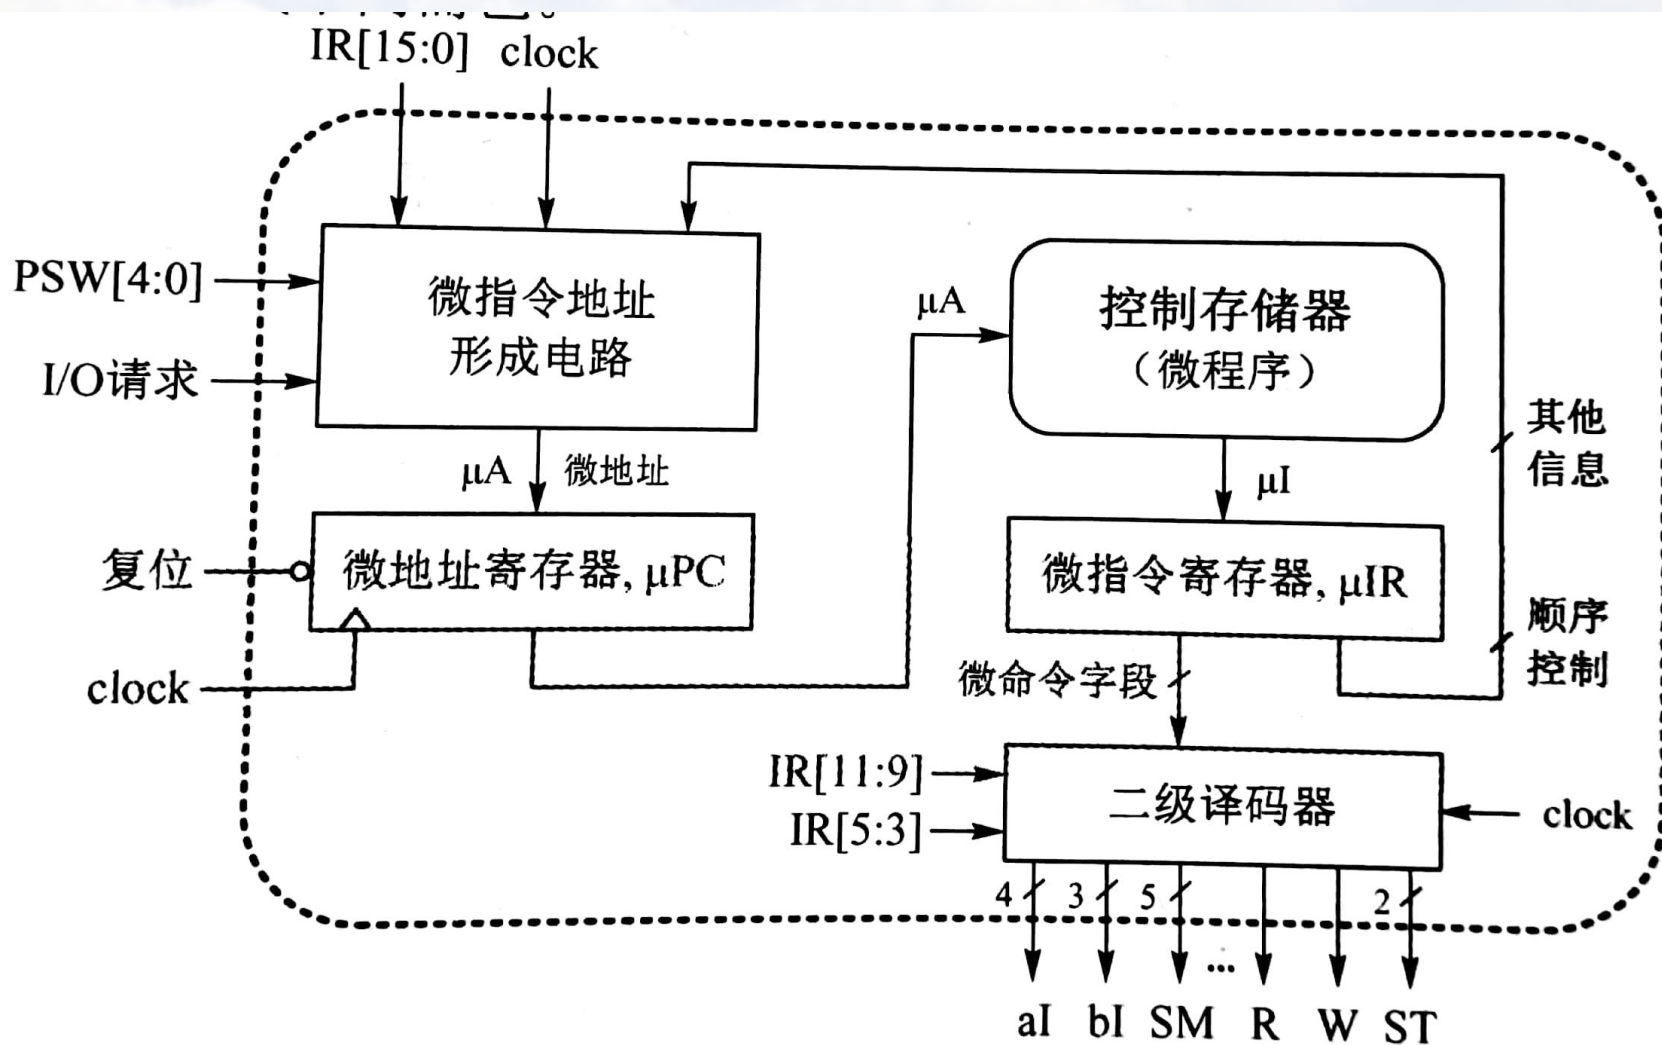 IR[15:0] clock
PSW[4:0]
I/O请求
微指令地址
形成电路
μA
控制存储器
（微程序）
其他
信息
μA 微地址
μI
复位
微地址寄存器, μPC
微指令寄存器, μIR
顺序
控制
clock
微命令字段
IR[11:9]
IR[5:3]
二级译码器
clock
4 3 5 2
...
aI bI SM R W ST